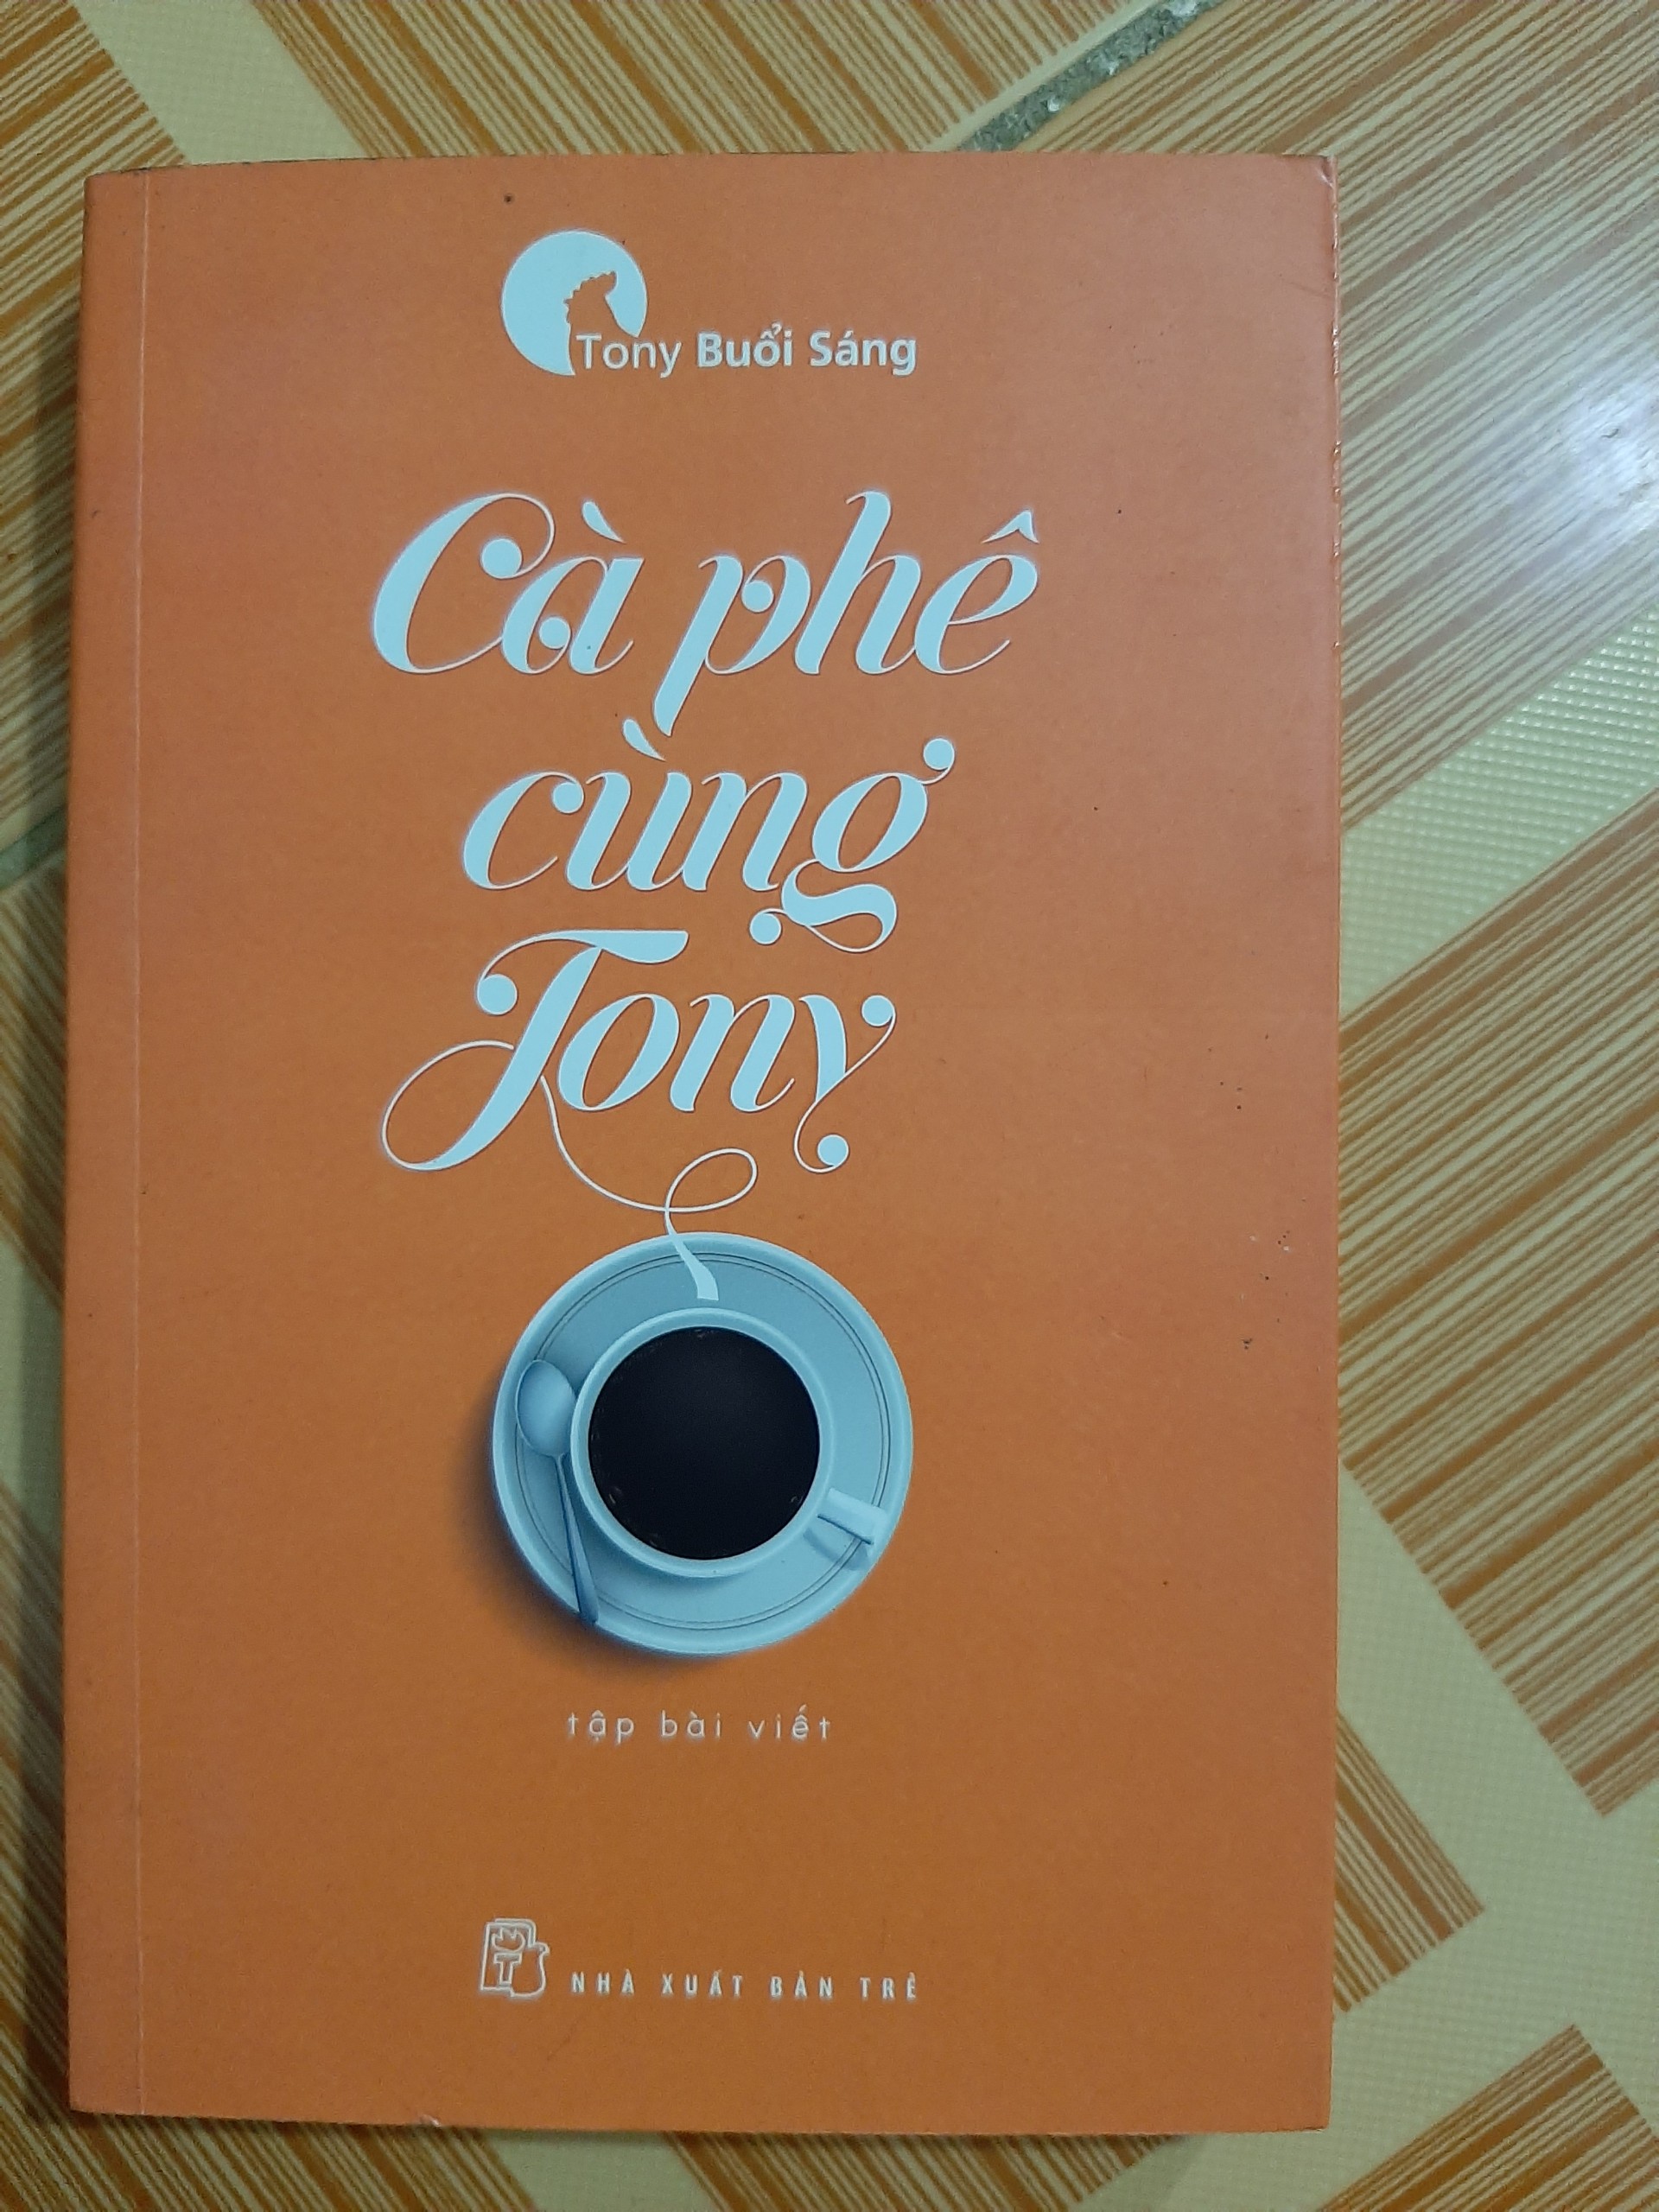 Tony Buổi Sáng
Cà phê
cùng
Tony
tập bài viết
NHÀ XUẤT BẢN TRẺ